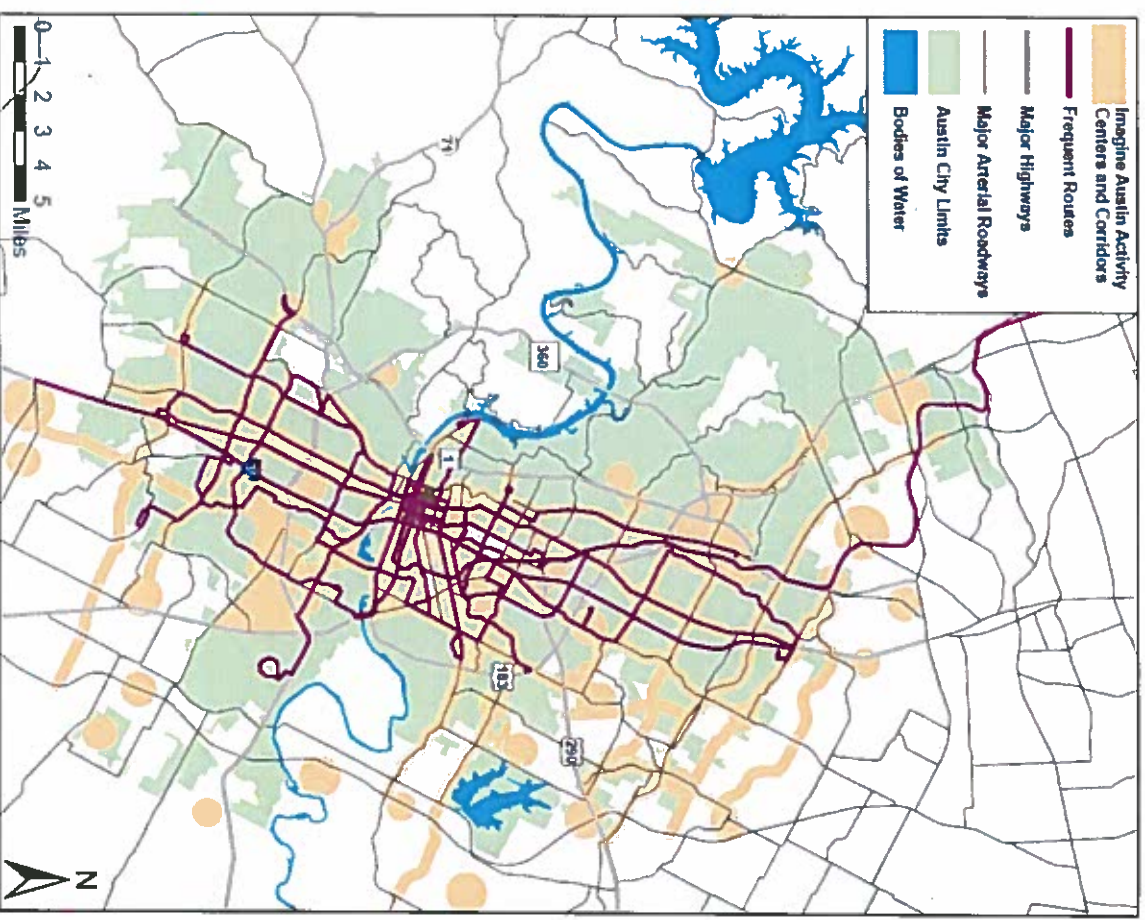 Imagine Austin Activity
Centers and Corridors
Frequent Routes
Major Highways
Major Arterial Roadways
Austin City Limits
Bodies of Water
71
360
1
183
290
0 1 2 3 4 5
Miles
N